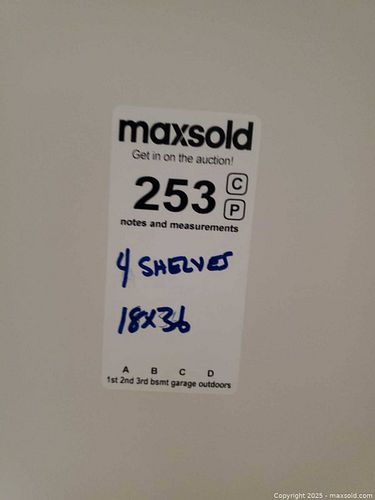 maxsold
Get in on the auction!
253 C
P
notes and measurements
4 SHELVES
18x36
A B C D
1st 2nd 3rd bsmt garage outdoors
Copyright © 2025 - maxsold.com